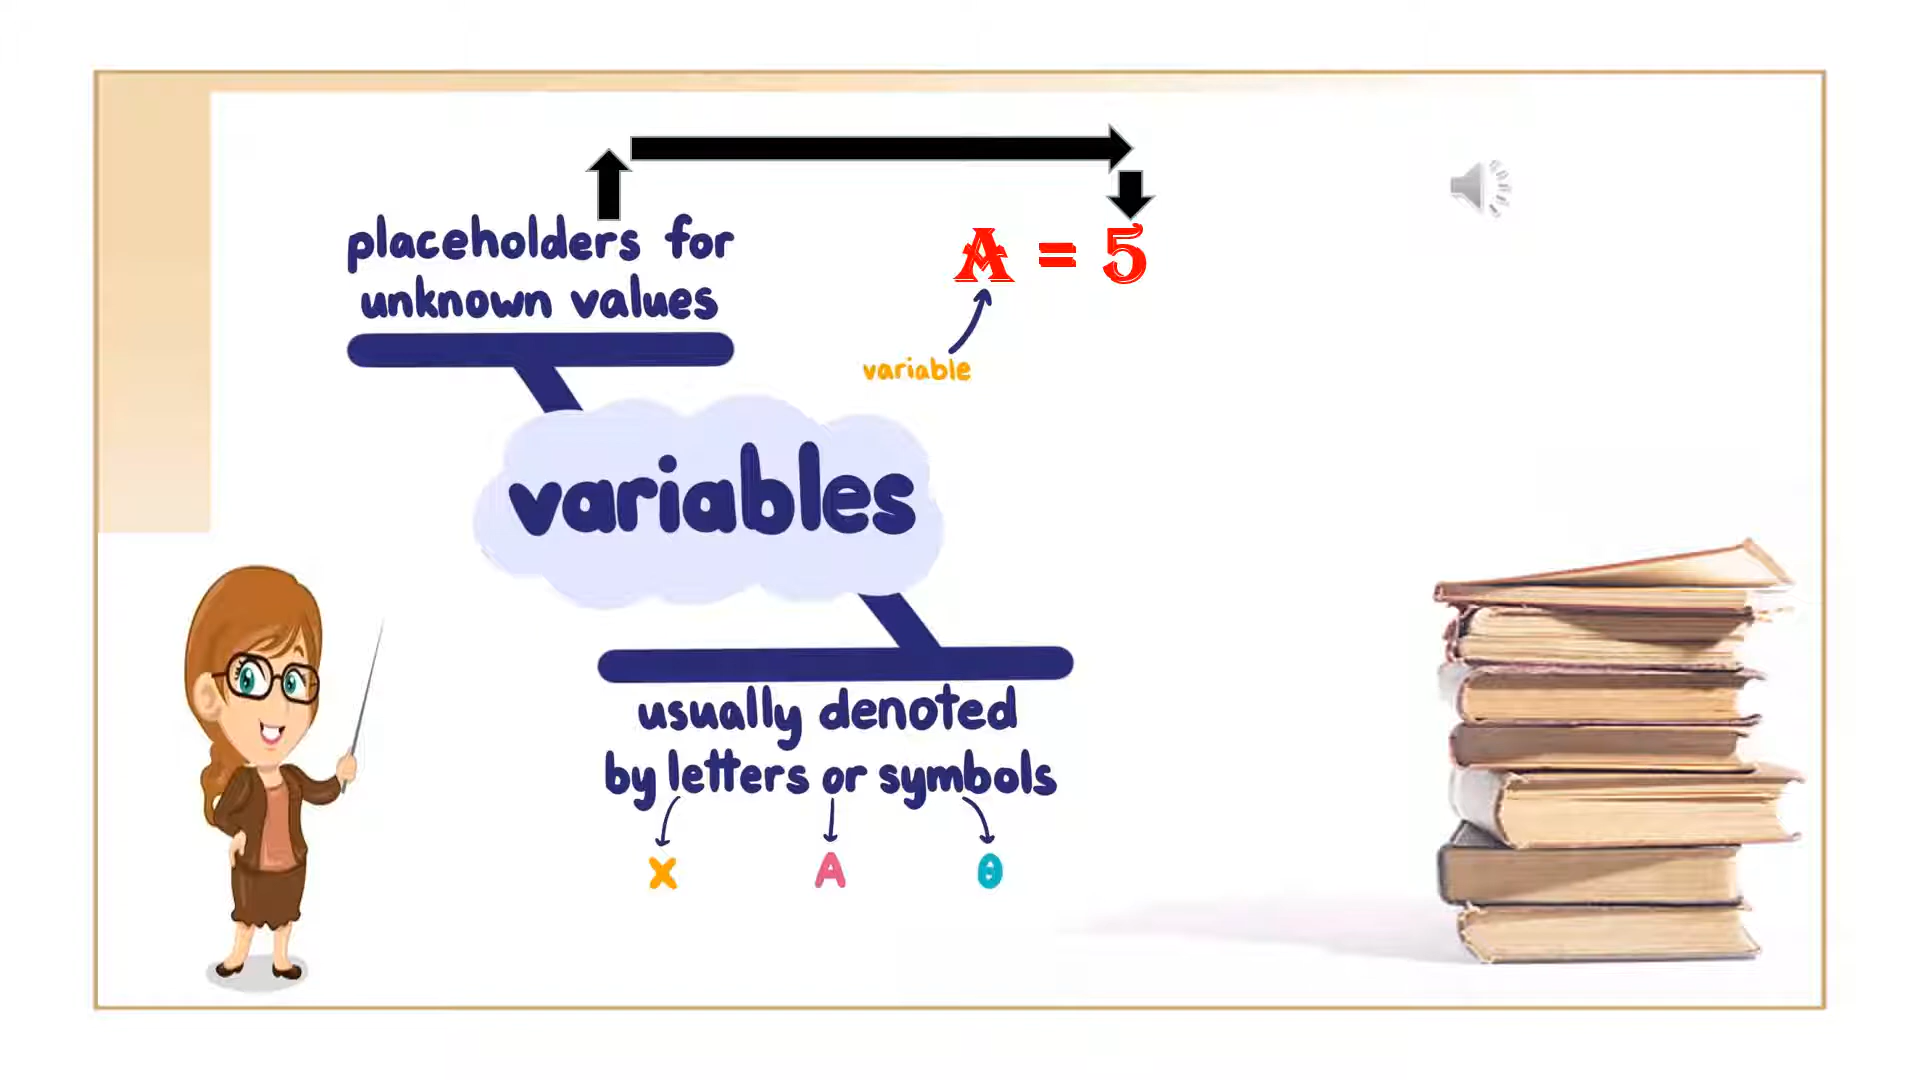 placeholders for
unknown values
A = 5
variable
variables
usually denoted
by letters or symbols
x A θ